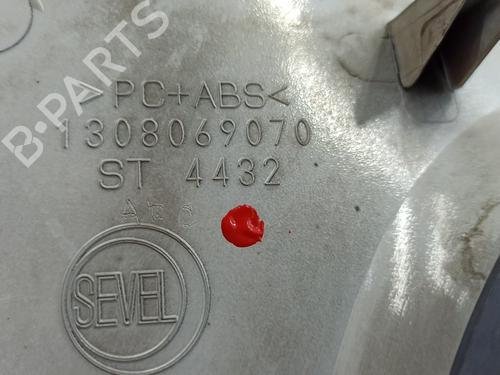 B-PARTS
>PC+ABS<
1308069070
ST 4432
SEVEL